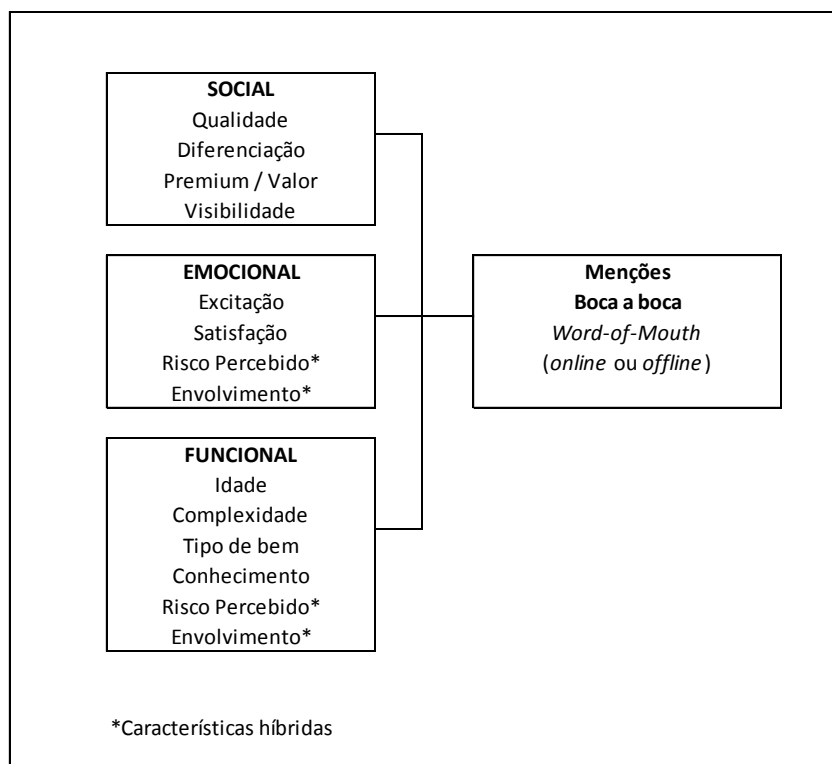 SOCIAL
Qualidade
Diferenciação
Premium / Valor
Visibilidade
EMOCIONAL
Excitação
Satisfação
Risco Percebido*
Envolvimento*
FUNCIONAL
Idade
Complexidade
Tipo de bem
Conhecimento
Risco Percebido*
Envolvimento*
Menções
Boca a boca
Word-of-Mouth
(online ou offline)
*Características híbridas